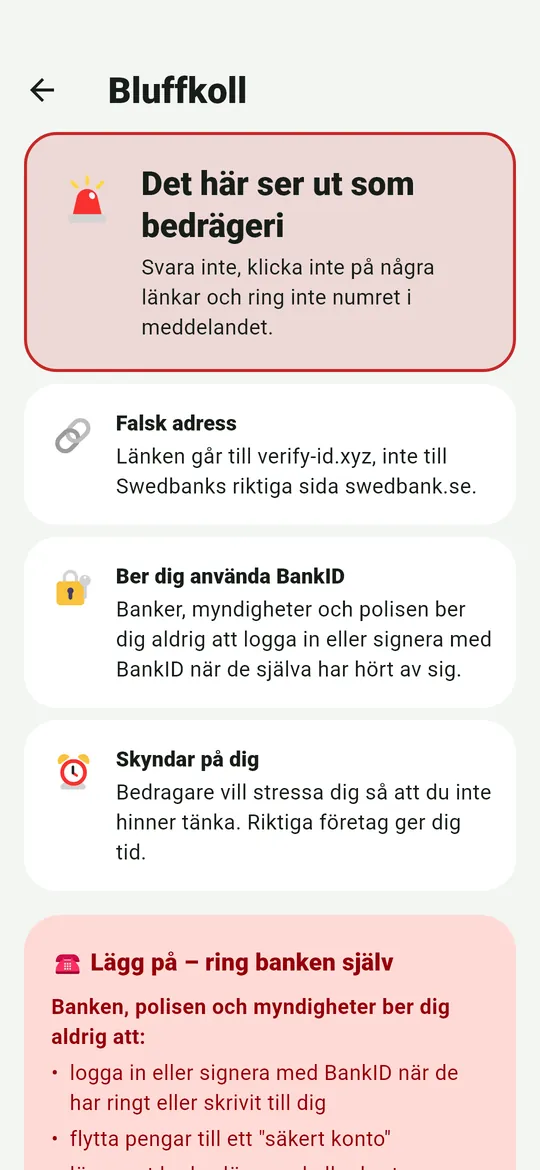 Bluffkoll
Det här ser ut som
bedrägeri
Svara inte, klicka inte på några
länkar och ring inte numret i
meddelandet.
Falsk adress
Länken går till verify-id.xyz, inte till
Swedbanks riktiga sida swedbank.se.
Ber dig använda BankID
Banker, myndigheter och polisen ber
dig aldrig att logga in eller signera med
BankID när de själva har hört av sig.
Skyndar på dig
Bedragare vill stressa dig så att du inte
hinner tänka. Riktiga företag ger dig
tid.
Lägg på – ring banken själv
Banken, polisen och myndigheter ber dig
aldrig att:
• logga in eller signera med BankID när de
har ringt eller skrivit till dig
• flytta pengar till ett "säkert konto"